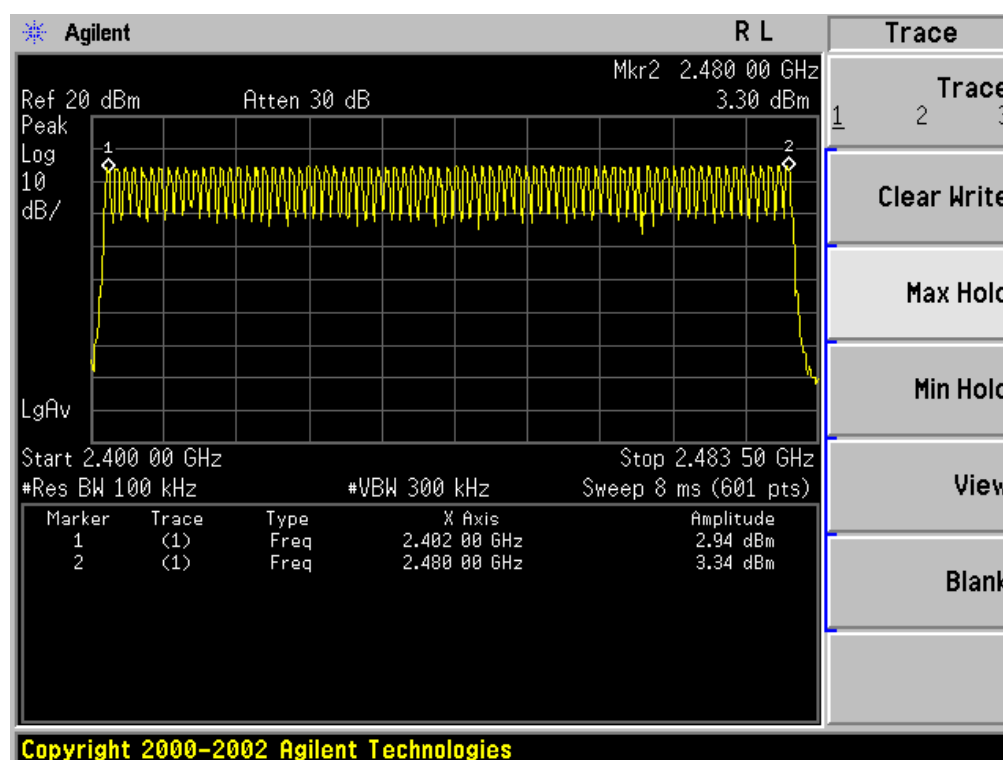 Agilent R L Trace
Mkr2 2.480 00 GHz
Ref 20 dBm Atten 30 dB 3.30 dBm
Peak
Log
10
dB/
1
2
LgAv
Start 2.400 00 GHz Stop 2.483 50 GHz
#Res BW 100 kHz #VBW 300 kHz Sweep 8 ms (601 pts)
Marker Trace Type X Axis Amplitude
1 (1) Freq 2.402 00 GHz 2.94 dBm
2 (1) Freq 2.480 00 GHz 3.34 dBm
Trace
1 2 3
Clear Write
Max Hold
Min Hold
View
Blank
Copyright 2000-2002 Agilent Technologies